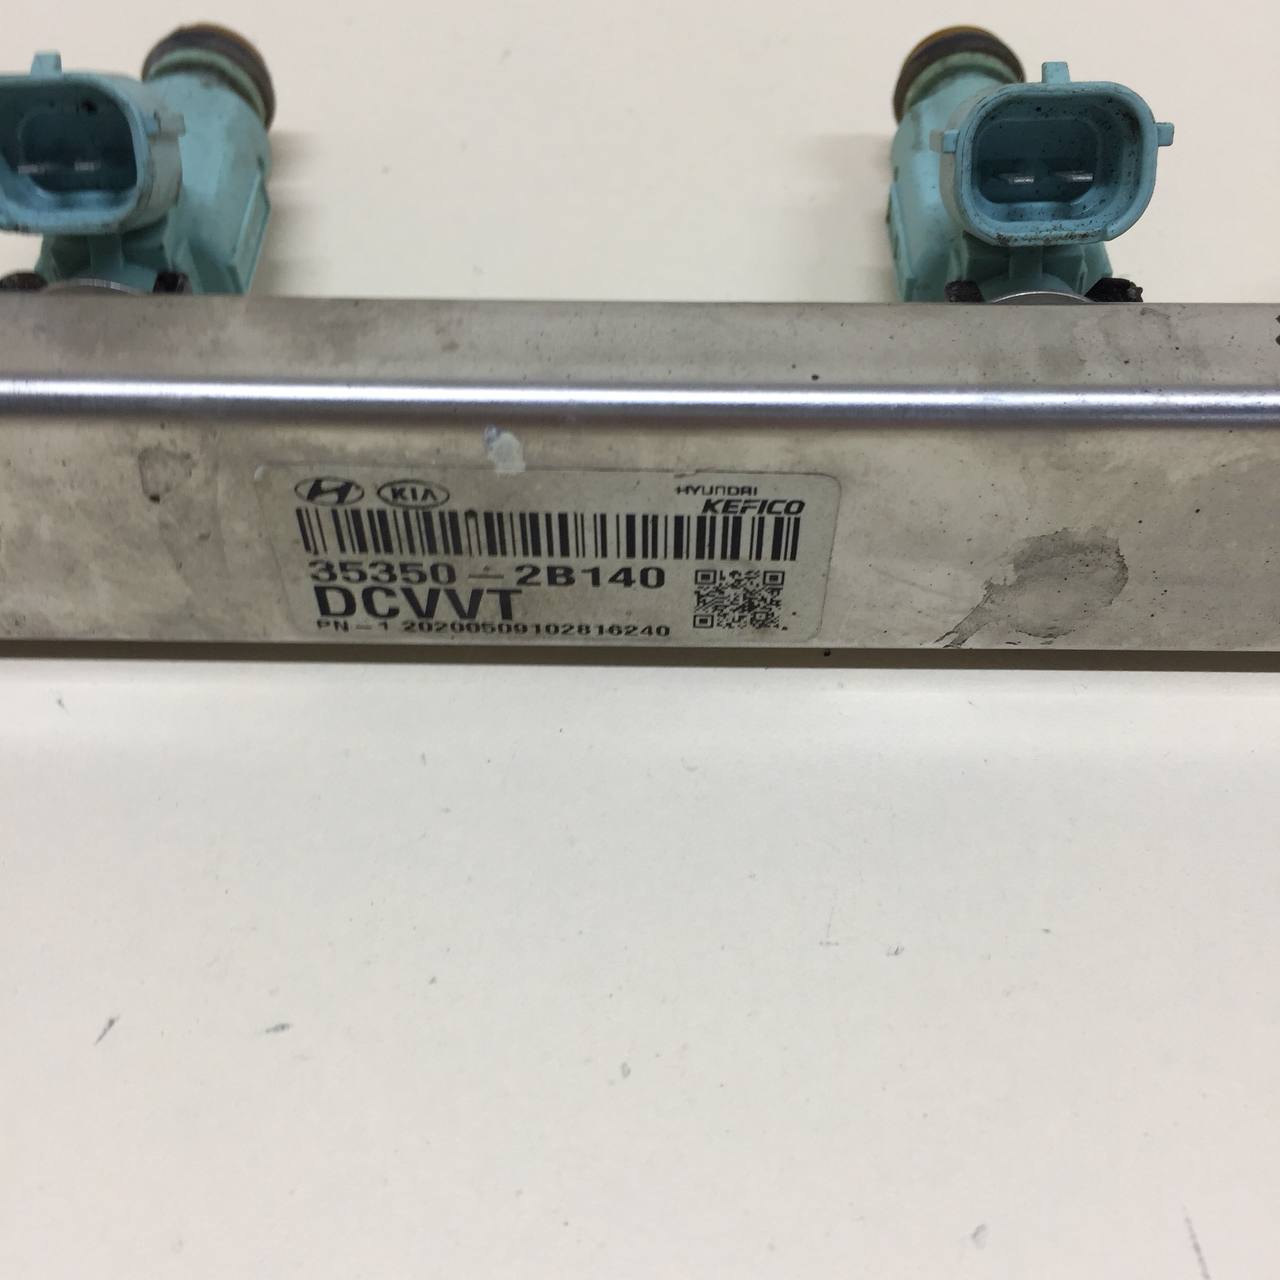 KIA
HYUNDAI
KEFICO
35350-2B140
DCVVT
PN-1 20200509102816240